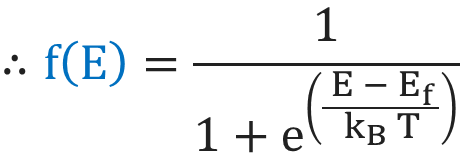 ∴ f(E) = 1 / (1 + e^((E − E_f) / (k_B T)))